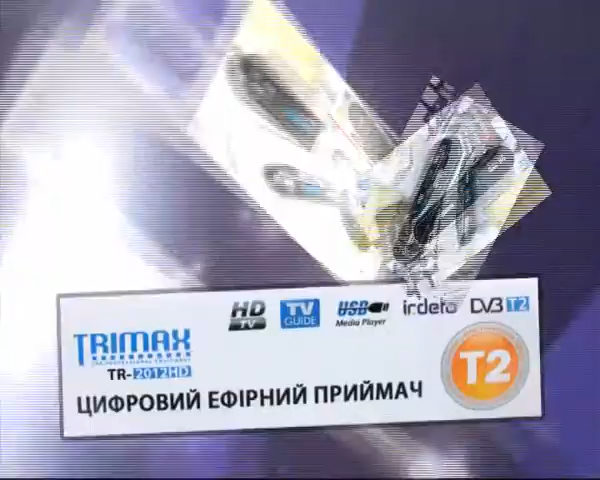 HD TV
TV GUIDE
USB Media Player
irdeto
DVB T2
TRIMAX
TR-2012HD
T2
ЦИФРОВИЙ ЕФІРНИЙ ПРИЙМАЧ